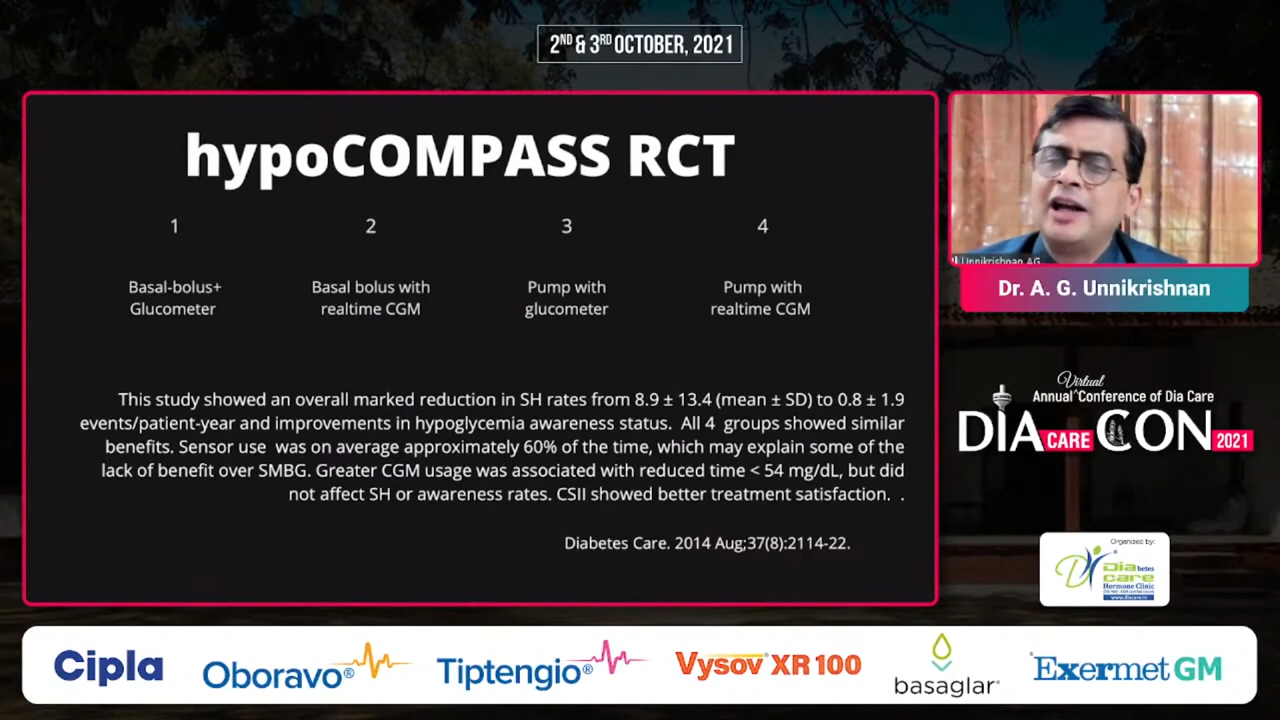 2ND & 3RD OCTOBER, 2021
hypoCOMPASS RCT
1 2 3 4
Basal-bolus+ Basal bolus with Pump with Pump with
Glucometer realtime CGM glucometer realtime CGM
This study showed an overall marked reduction in SH rates from 8.9 ± 13.4 (mean ± SD) to 0.8 ± 1.9
events/patient-year and improvements in hypoglycemia awareness status. All 4 groups showed similar
benefits. Sensor use was on average approximately 60% of the time, which may explain some of the
lack of benefit over SMBG. Greater CGM usage was associated with reduced time < 54 mg/dL, but did
not affect SH or awareness rates. CSII showed better treatment satisfaction. .
Diabetes Care. 2014 Aug;37(8):2114-22.
Unnikrishnan AG
Dr. A. G. Unnikrishnan
Virtual
Annual^Conference of Dia Care
DIA CARE CON 2021
Organized by:
Diabetes
care
Hormone Clinic
www.diacare.in
Cipla Oboravo® Tiptengio® Vysov® XR 100 basaglar® Exermet GM